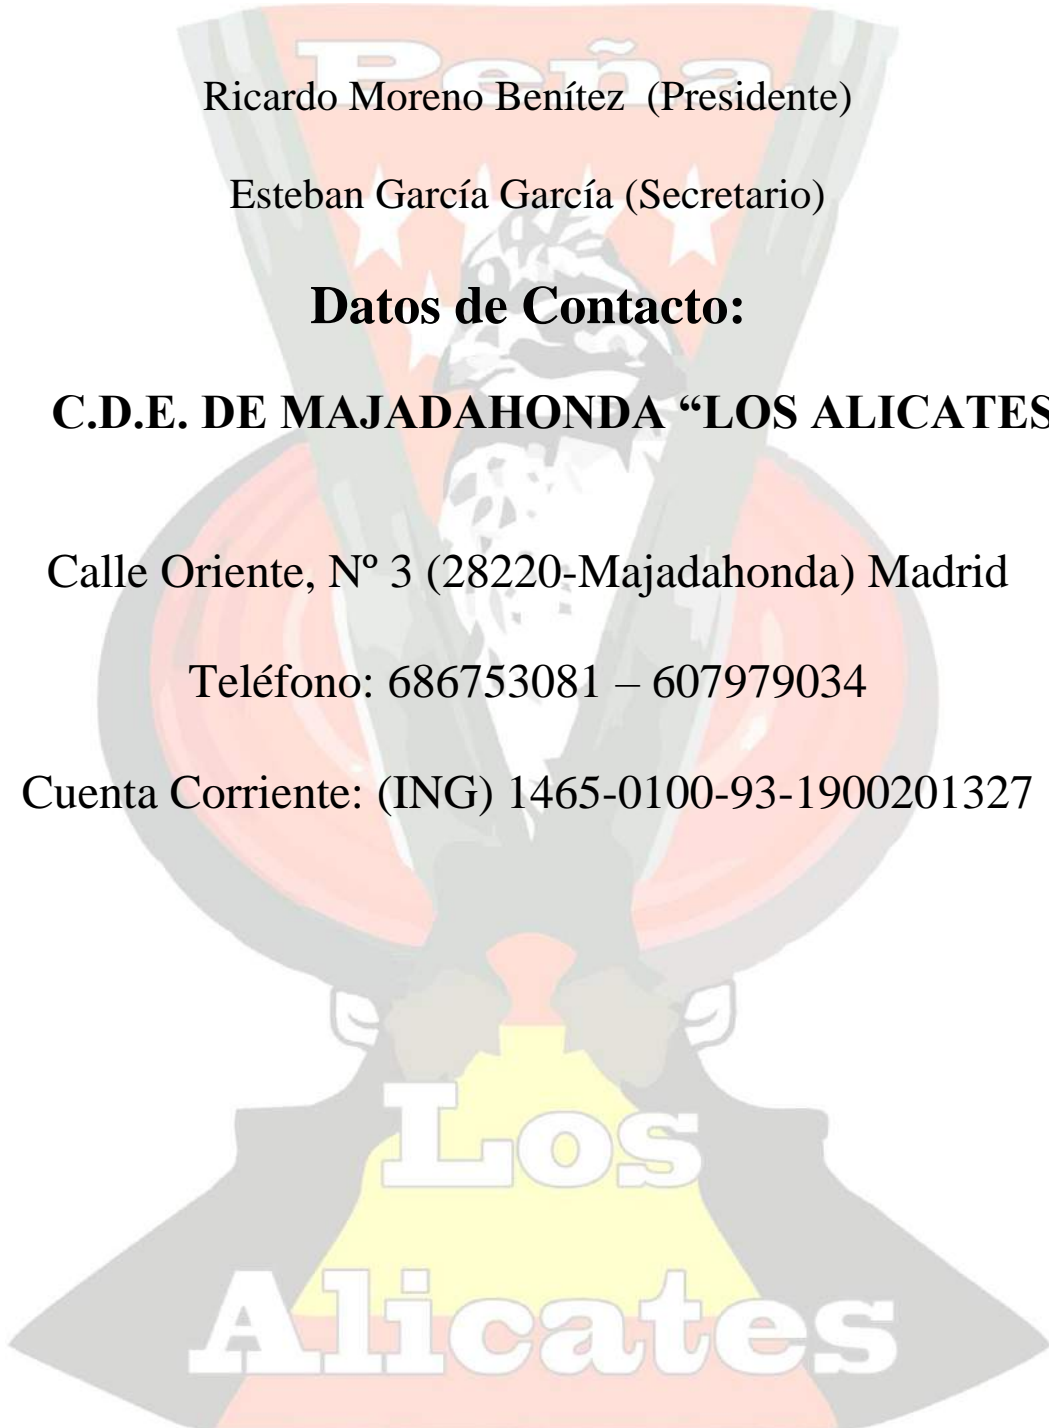 Peña
Ricardo Moreno Benítez (Presidente)
Esteban García García (Secretario)
Datos de Contacto:
C.D.E. DE MAJADAHONDA “LOS ALICATES
Calle Oriente, Nº 3 (28220-Majadahonda) Madrid
Teléfono: 686753081 – 607979034
Cuenta Corriente: (ING) 1465-0100-93-1900201327
Los
Alicates